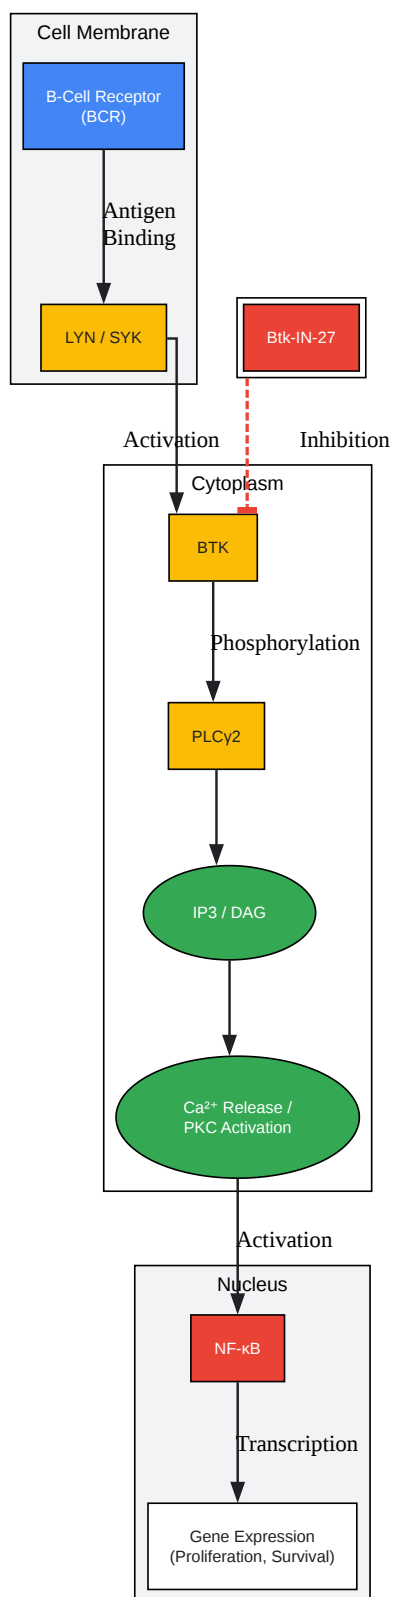 Cell Membrane
B-Cell Receptor
(BCR)
Antigen
Binding
LYN / SYK
Btk-IN-27
Activation
Inhibition
Cytoplasm
BTK
Phosphorylation
PLCγ2
IP3 / DAG
Ca²⁺ Release /
PKC Activation
Activation
Nucleus
NF-κB
Transcription
Gene Expression
(Proliferation, Survival)